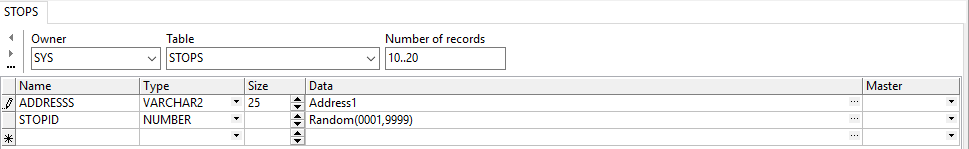 STOPS
Owner Table Number of records
SYS STOPS 10..20
Name Type Size Data Master
ADDRESSS VARCHAR2 25 Address1 ...
STOPID NUMBER Random(0001,9999) ...